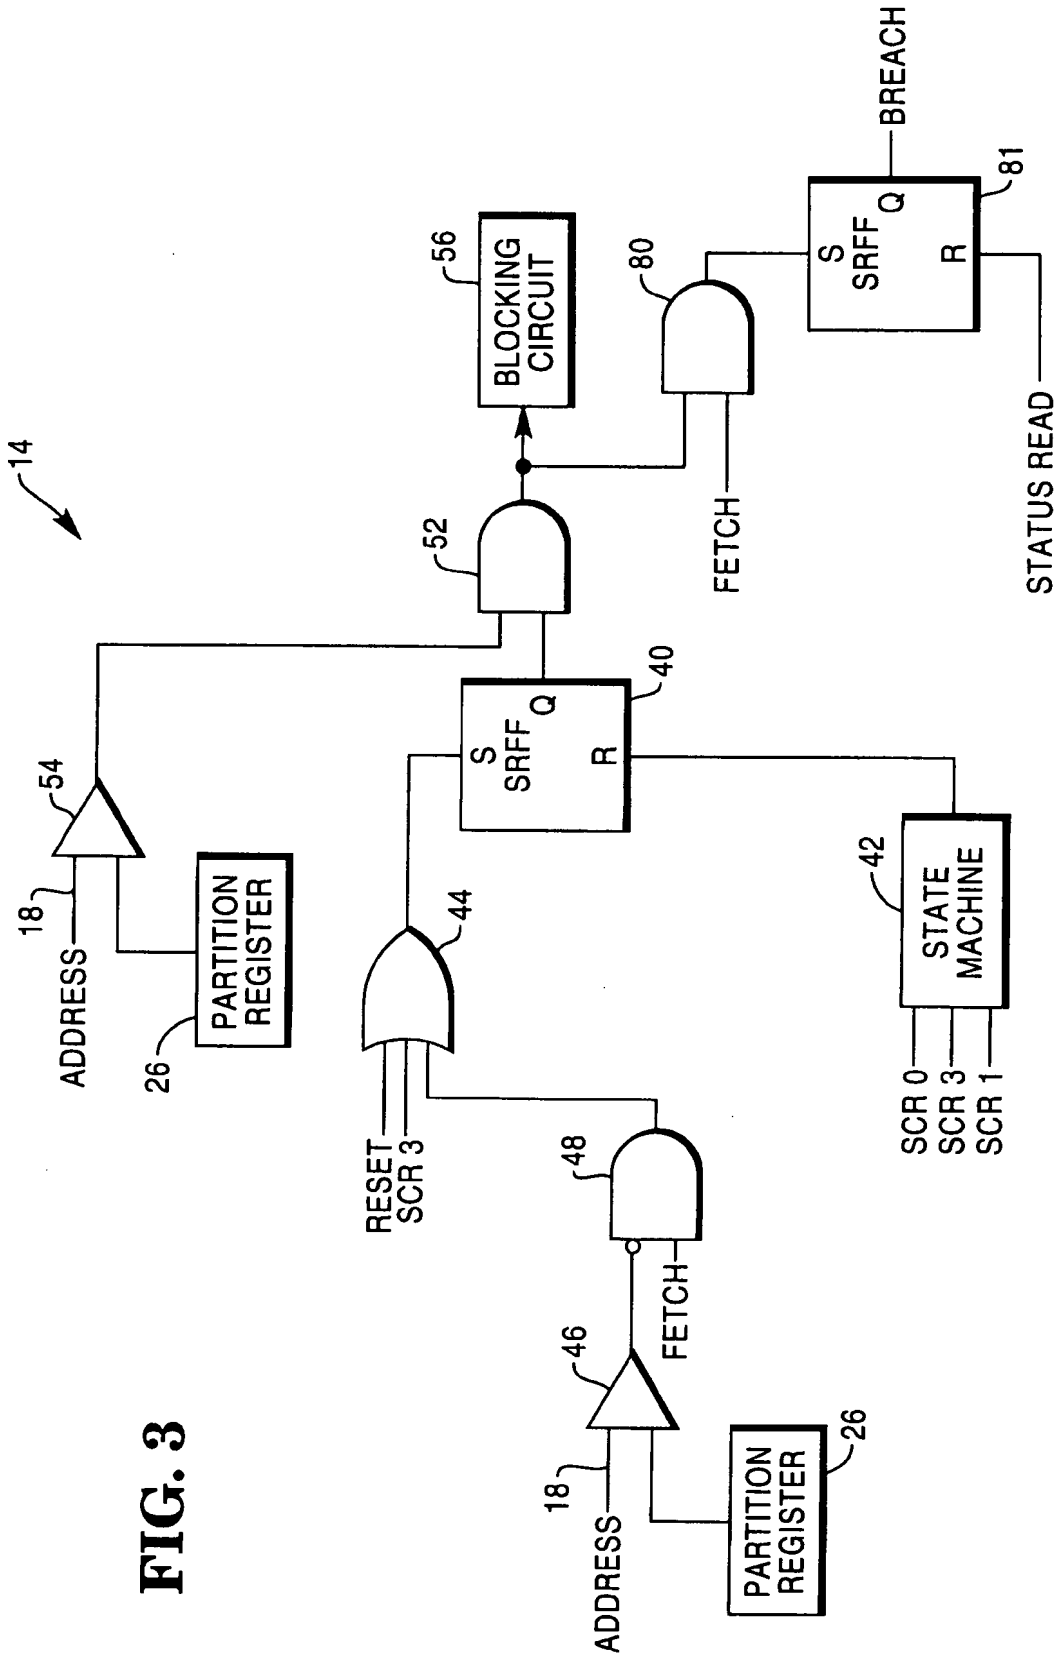 FIG. 3
14
18
ADDRESS
54
26
PARTITION
REGISTER
52
56
BLOCKING
CIRCUIT
RESET
SCR 3
44
S
SRFF
Q
R
40
FETCH
80
S
SRFF
Q
R
81
BREACH
STATUS READ
18
ADDRESS
46
48
FETCH
PARTITION
REGISTER
26
SCR 0
SCR 3
SCR 1
42
STATE
MACHINE